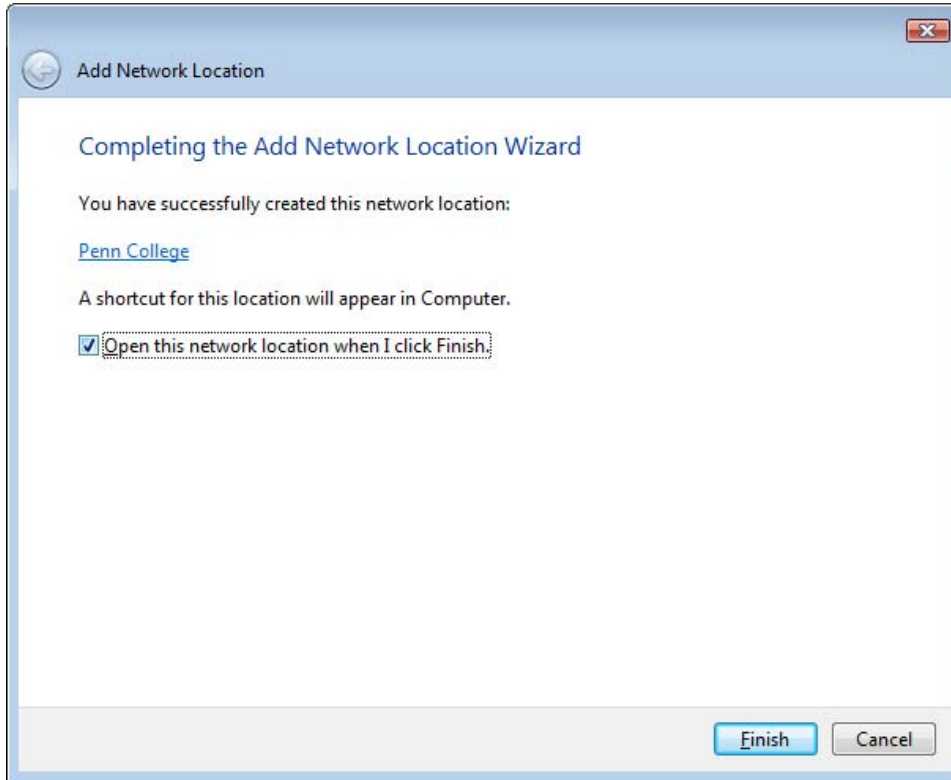 Add Network Location
Completing the Add Network Location Wizard
You have successfully created this network location:
Penn College
A shortcut for this location will appear in Computer.
Open this network location when I click Finish.
Finish Cancel